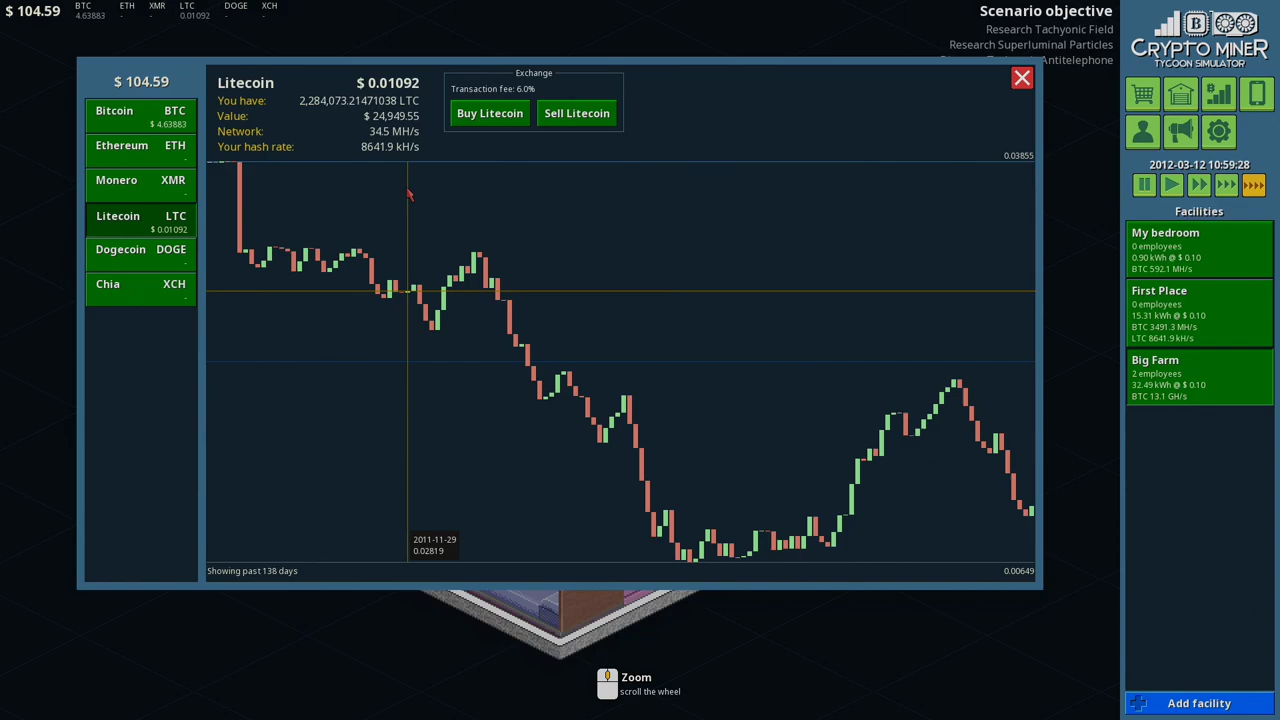 $ 104.59
BTC
4.63883
ETH
-
XMR
-
LTC
0.01092
DOGE
-
XCH
-
Scenario objective
Research Tachyonic Field
Research Superluminal Particles
Antitelephone
CRYPTO MINER
TYCOON SIMULATOR
$ 104.59
Bitcoin BTC
$ 4.63883
Ethereum ETH
-
Monero XMR
-
Litecoin LTC
$ 0.01092
Dogecoin DOGE
-
Chia XCH
-
Litecoin $ 0.01092
You have: 2,284,073.21471038 LTC
Value: $ 24,949.55
Network: 34.5 MH/s
Your hash rate: 8641.9 kH/s
Exchange
Transaction fee: 6.0%
Buy Litecoin Sell Litecoin
0.03855
2011-11-29
0.02819
Showing past 138 days
0.00649
2012-03-12 10:59:28
Facilities
My bedroom
0 employees
0.90 kWh @ $ 0.10
BTC 592.1 MH/s
First Place
0 employees
15.31 kWh @ $ 0.10
BTC 3491.3 MH/s
LTC 8641.9 kH/s
Big Farm
2 employees
32.49 kWh @ $ 0.10
BTC 13.1 GH/s
Add facility
Zoom
scroll the wheel